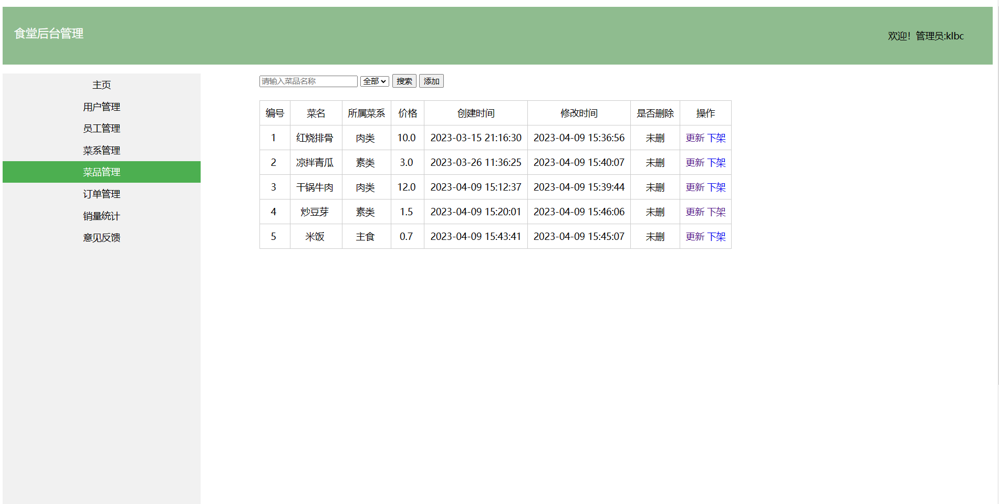 食堂后台管理
欢迎！管理员:klbc
主页
用户管理
员工管理
菜系管理
菜品管理
订单管理
销量统计
意见反馈
请输入菜品名称 全部 搜索 添加
编号 菜名 所属菜系 价格 创建时间 修改时间 是否删除 操作
1 红烧排骨 肉类 10.0 2023-03-15 21:16:30 2023-04-09 15:36:56 未删 更新 下架
2 凉拌青瓜 素类 3.0 2023-03-26 11:36:25 2023-04-09 15:40:07 未删 更新 下架
3 干锅牛肉 肉类 12.0 2023-04-09 15:12:37 2023-04-09 15:39:44 未删 更新 下架
4 炒豆芽 素类 1.5 2023-04-09 15:20:01 2023-04-09 15:46:06 未删 更新 下架
5 米饭 主食 0.7 2023-04-09 15:43:41 2023-04-09 15:45:07 未删 更新 下架